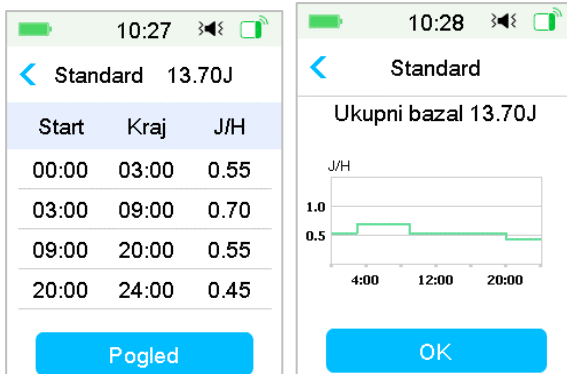 10:27
Standard 13.70J
Start Kraj J/H
00:00 03:00 0.55
03:00 09:00 0.70
09:00 20:00 0.55
20:00 24:00 0.45
Pogled
10:28
Standard
Ukupni bazal 13.70J
J/H
1.0
0.5
4:00 12:00 20:00
OK